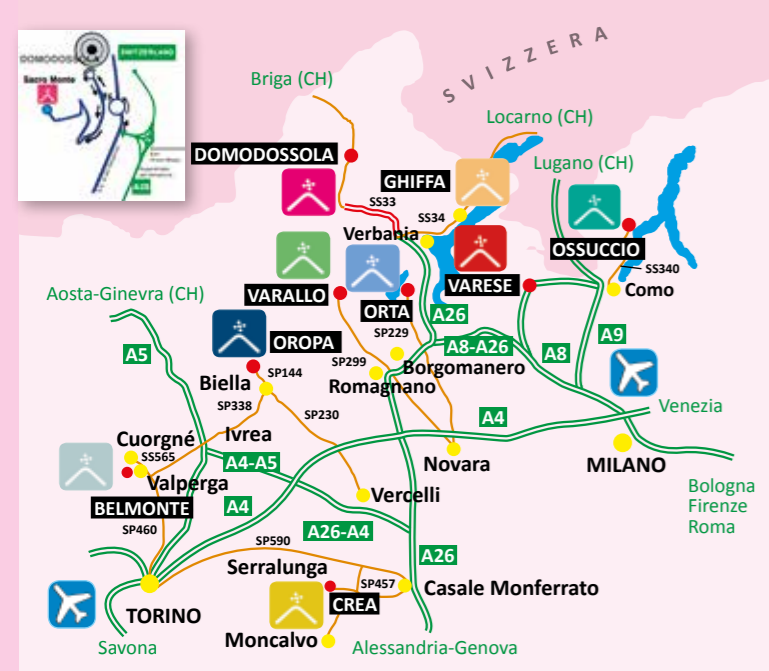 SWITZERLAND
DOMODOSSOLA
Sacro Monte
SVIZZERA
Briga (CH)
Locarno (CH)
Lugano (CH)
DOMODOSSOLA
GHIFFA
SS33
SS34
Verbania
OSSUCCIO
SS340
Como
VARALLO
ORTA
VARESE
Aosta-Ginevra (CH)
A26
A9
SP229
A5
OROPA
A8-A26
A8
SP299
Borgomanero
SP144
Romagnano
Biella
SP338
SP230
A4
Venezia
Cuorgné
Ivrea
SS565
A4-A5
Novara
MILANO
Valperga
Vercelli
Bologna
Firenze
Roma
BELMONTE
A4
SP460
A26-A4
SP590
A26
Serralunga
SP457
Casale Monferrato
CREA
TORINO
Moncalvo
Savona
Alessandria-Genova